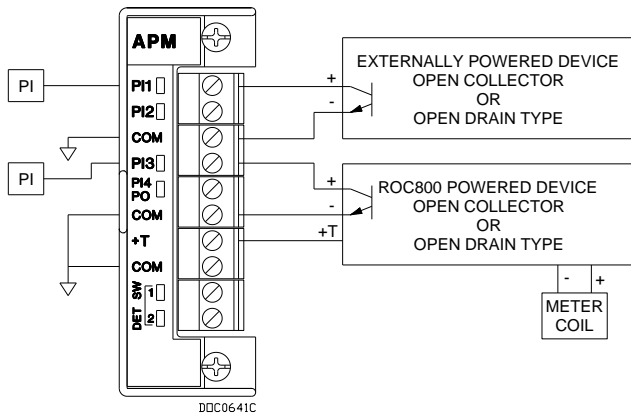 APM
PI
PI1
PI2
COM
PI
PI3
PI4
PO
COM
+T
COM
SW
1
DET
2
+
-
EXTERNALLY POWERED DEVICE
OPEN COLLECTOR
OR
OPEN DRAIN TYPE
+
-
+T
ROC800 POWERED DEVICE
OPEN COLLECTOR
OR
OPEN DRAIN TYPE
- +
METER
COIL
DOC0641C